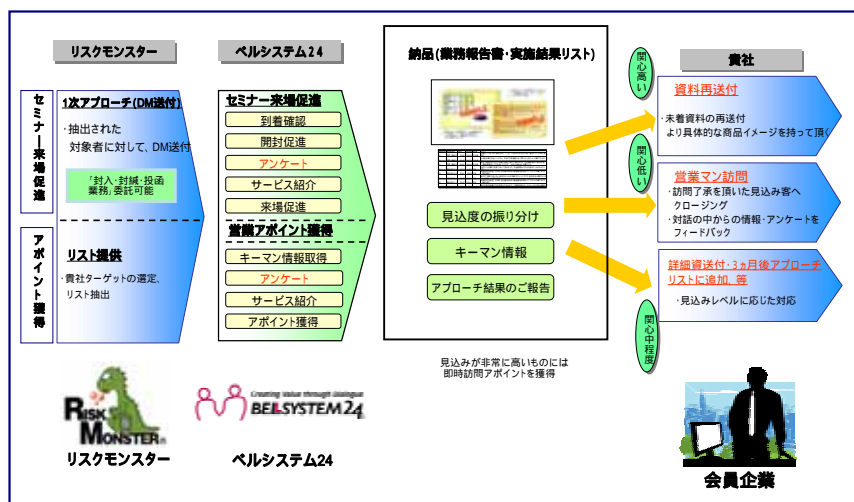 リスクモンスター
ベルシステム24
納品(業務報告書・実施結果リスト)
貴社
セミナー来場促進
アポイント獲得
1次アプローチ(DM送付)
・抽出された
対象者に対して、DM送付
「封入・封緘・投函
業務」委託可能
リスト提供
・貴社ターゲットの選定、
リスト抽出
セミナー来場促進
到着確認
開封促進
アンケート
サービス紹介
来場促進
営業アポイント獲得
キーマン情報取得
アンケート
サービス紹介
アポイント獲得
見込度の振り分け
キーマン情報
アプローチ結果のご報告
見込みが非常に高いものには
即時訪問アポイントを獲得
関心高い
関心低い
関心中程度
資料再送付
・未着資料の再送付
より具体的な商品イメージを持って頂く
営業マン訪問
・訪問了承を頂いた見込み客へ
クロージング
・対話の中からの情報・アンケートを
フィードバック
詳細資送付・3ヵ月後アプローチ
リストに追加、等
・見込みレベルに応じた対応
RISK
MONSTER
リスクモンスター
Creating Value through Dialogue
BELLSYSTEM24
ベルシステム24
会員企業